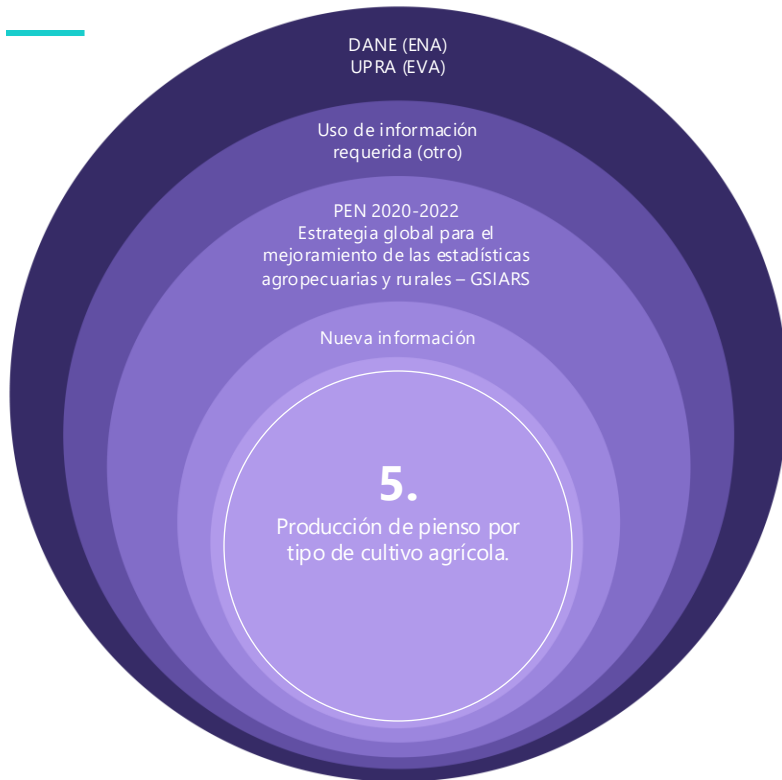 DANE (ENA)
UPRA (EVA)
Uso de información
requerida (otro)
PEN 2020-2022
Estrategia global para el
mejoramiento de las estadísticas
agropecuarias y rurales – GSIARS
Nueva información
5.
Producción de pienso por
tipo de cultivo agrícola.